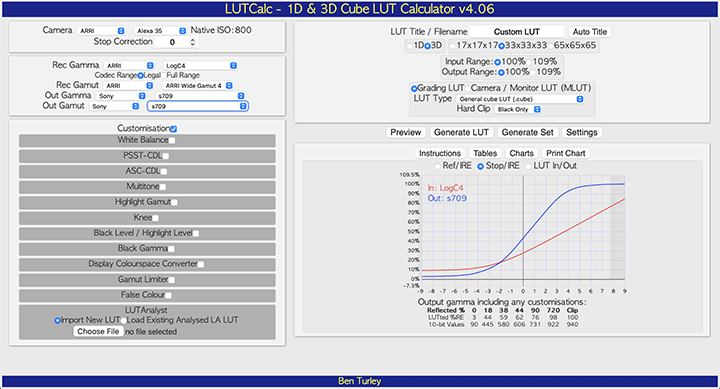 LUTCalc - 1D & 3D Cube LUT Calculator v4.06
Camera ARRI Alexa 35 Native ISO: 800
Stop Correction 0
Rec Gamma ARRI LogC4
Codec Range Legal Full Range
Rec Gamut ARRI ARRI Wide Gamut 4
Out Gamma Sony s709
Out Gamut Sony s709
Customisation
White Balance
PSST-CDL
ASC-CDL
Multitone
Highlight Gamut
Knee
Black Level / Highlight Level
Black Gamma
Display Colourspace Converter
Gamut Limiter
False Colour
LUTAnalyst
Import New LUT Load Existing Analysed LA LUT
Choose File no file selected
LUT Title / Filename Custom LUT Auto Title
1D 3D 17x17x17 33x33x33 65x65x65
Input Range: 100% 109%
Output Range: 100% 109%
Grading LUT Camera / Monitor LUT (MLUT)
LUT Type General cube LUT (.cube)
Hard Clip Black Only
Preview Generate LUT Generate Set Settings
Instructions Tables Charts Print Chart
Ref/IRE Stop/IRE LUT In/Out
109.5%
100%
90%
80%
70%
60%
50%
40%
30%
20%
10%
0%
-7.3%
In: LogC4
Out: s709
-9 -8 -7 -6 -5 -4 -3 -2 -1 0 1 2 3 4 5 6 7 8 9
Output gamma including any customisations:
Reflected % 0 18 38 44 90 720 Clip
LUTted %IRE 3 44 59 62 76 98 100
10-bit Values 90 445 580 606 731 922 940
Ben Turley